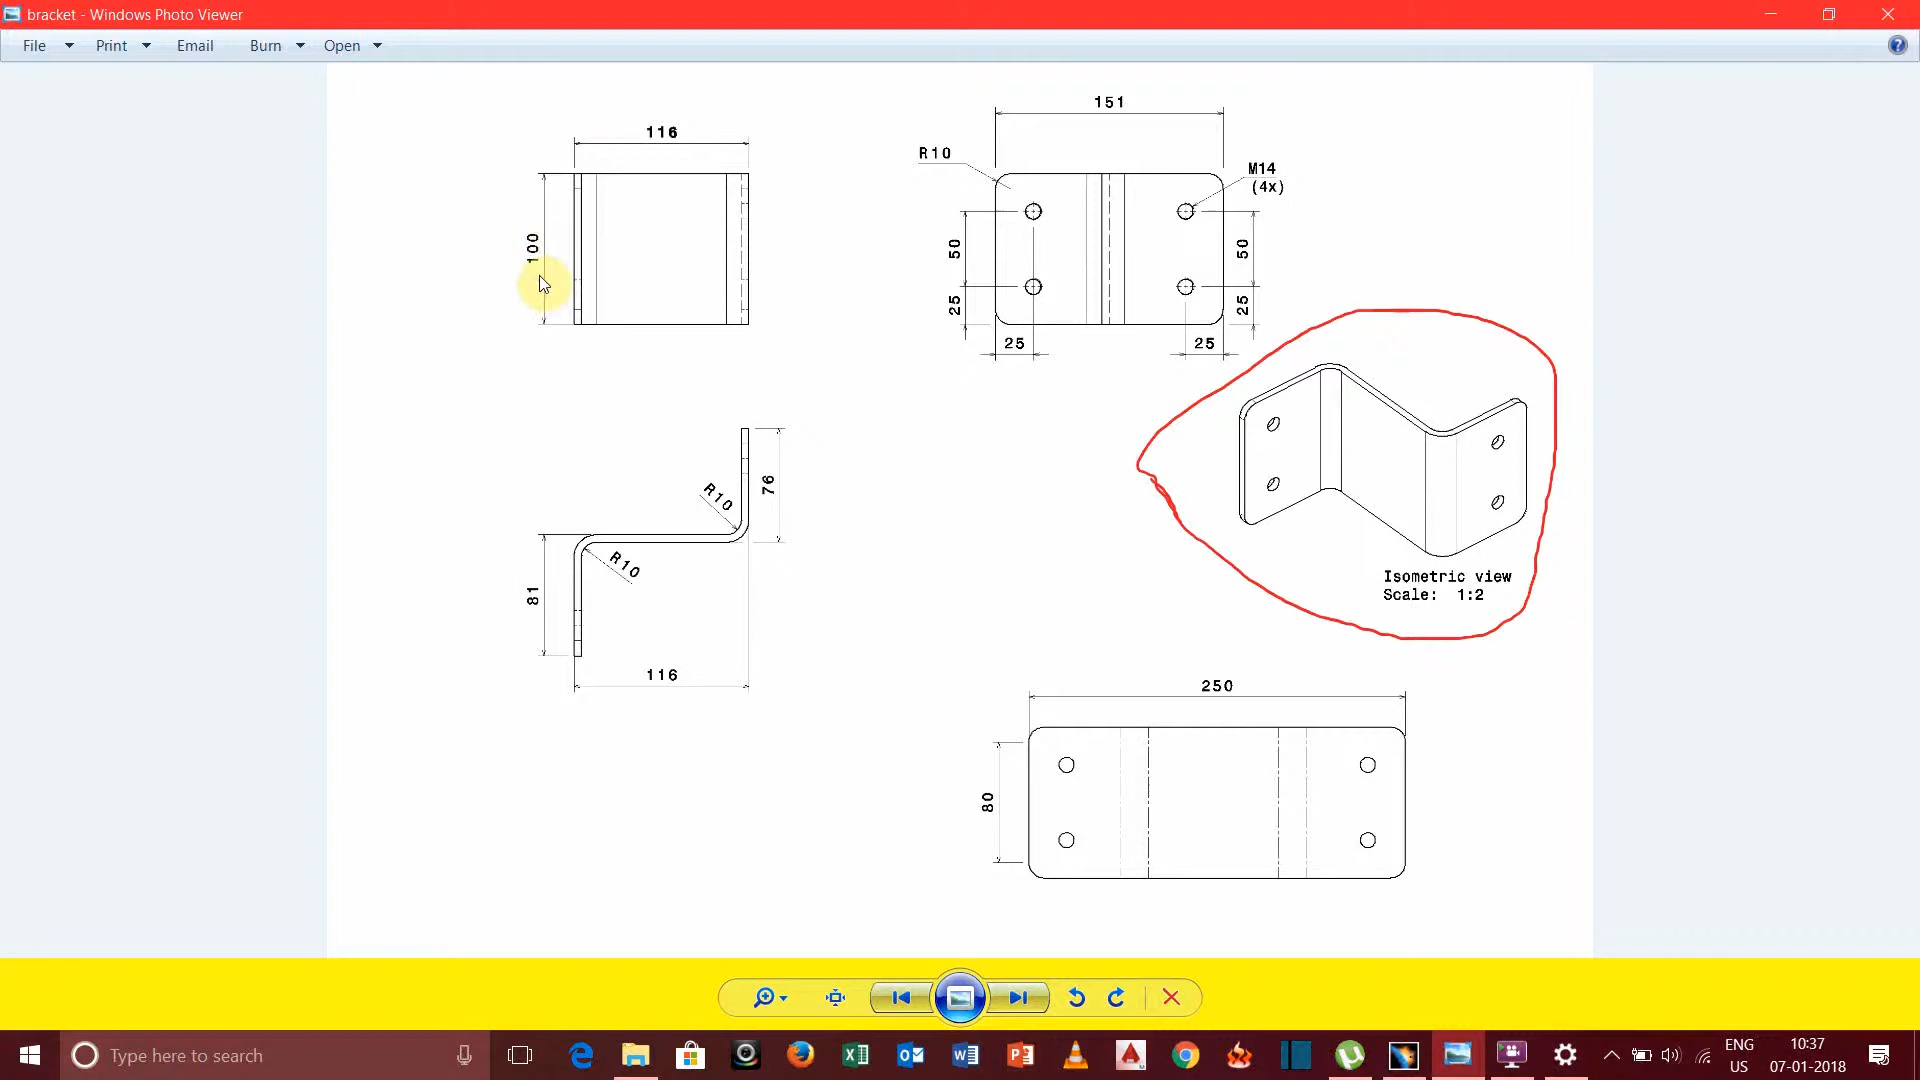 bracket - Windows Photo Viewer
File Print Email Burn Open
116
100
151
R10
M14
(4x)
50
25
50
25
25
25
R10
76
R10
81
116
Isometric view
Scale: 1:2
250
80
Type here to search
ENG
US
10:37
07-01-2018